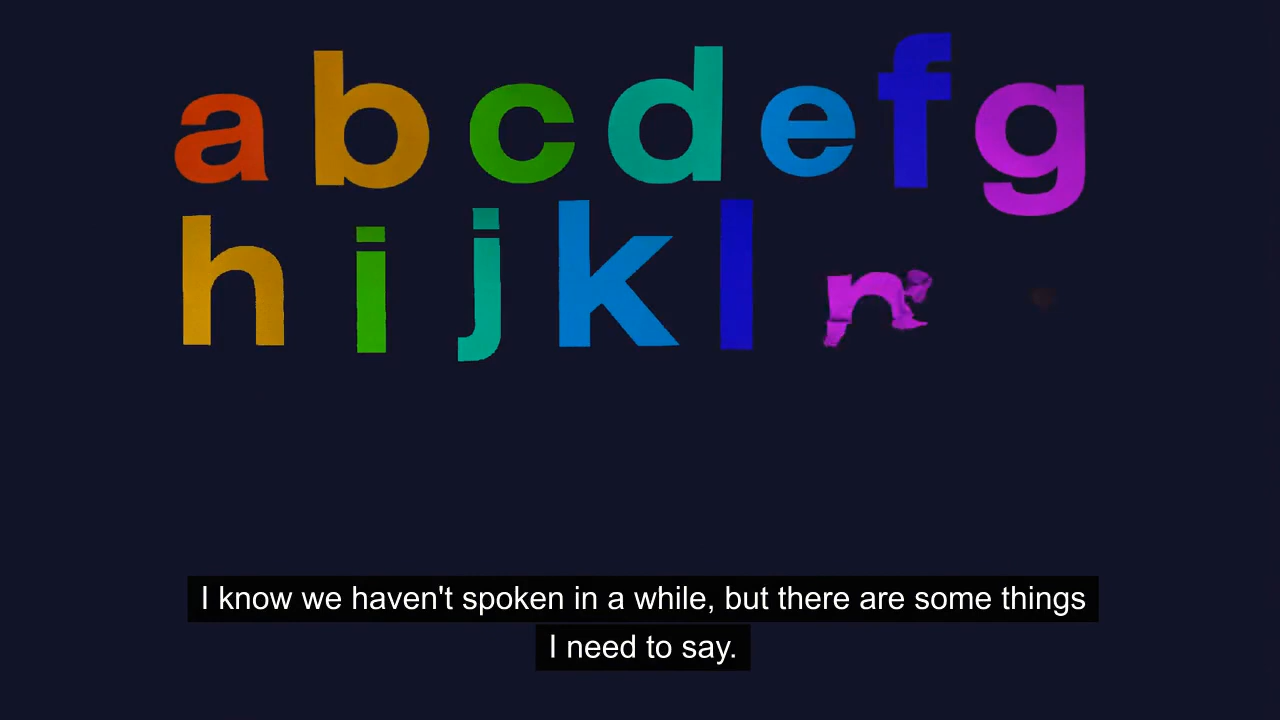 a b c d e f g
h i j k l
I know we haven't spoken in a while, but there are some things
I need to say.